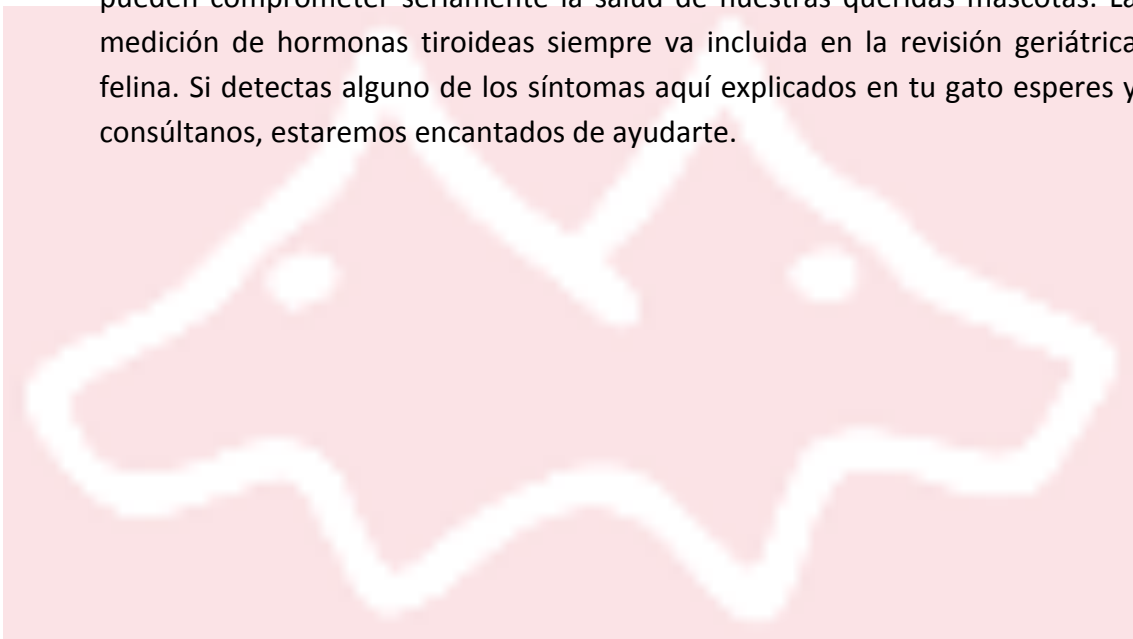 pueden comprometer seriamente la salud de nuestras queridas mascotas. La
medición de hormonas tiroideas siempre va incluida en la revisión geriátrica
felina. Si detectas alguno de los síntomas aquí explicados en tu gato esperes y
consúltanos, estaremos encantados de ayudarte.